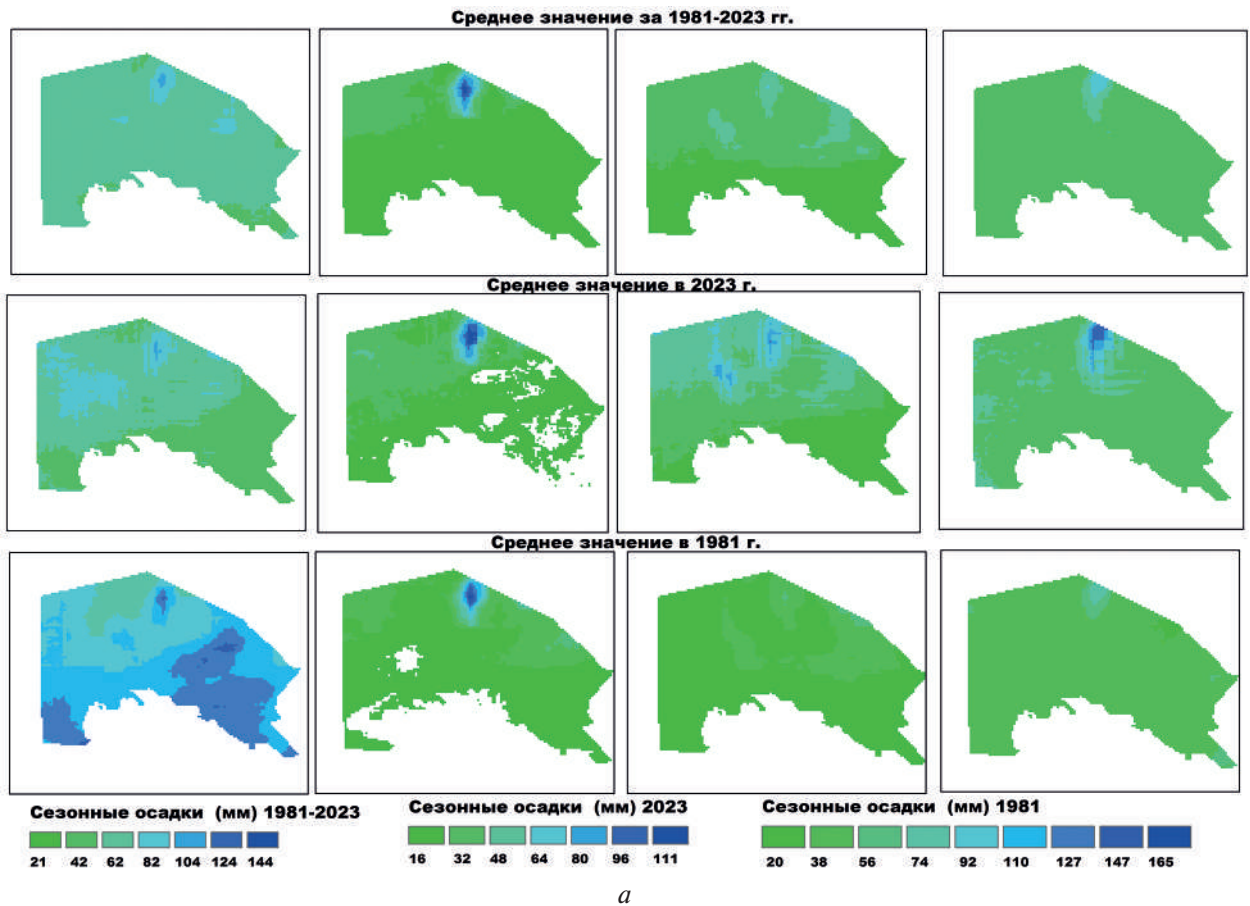 Среднее значение за 1981-2023 гг.
Среднее значение в 2023 г.
Среднее значение в 1981 г.
Сезонные осадки (мм) 1981-2023
21 42 62 82 104 124 144
Сезонные осадки (мм) 2023
16 32 48 64 80 96 111
Сезонные осадки (мм) 1981
20 38 56 74 92 110 127 147 165
а